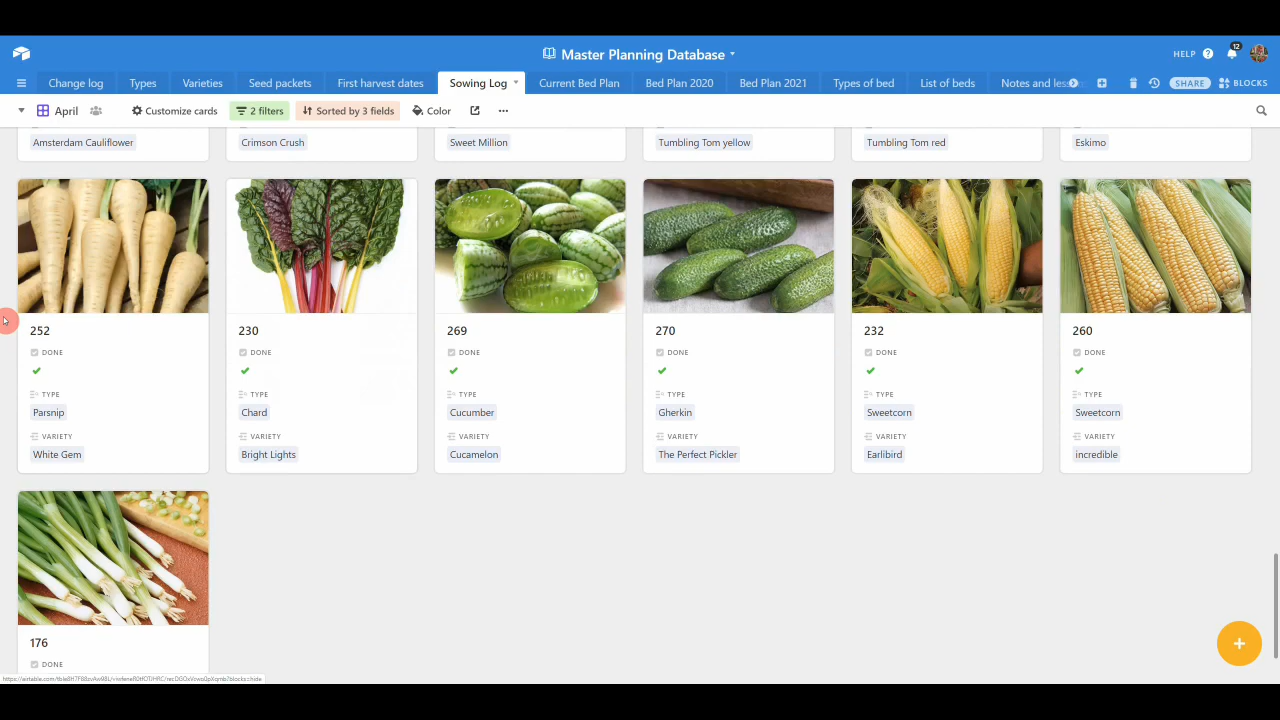 Master Planning Database
HELP
12
Change log
Types
Varieties
Seed packets
First harvest dates
Sowing Log
Current Bed Plan
Bed Plan 2020
Bed Plan 2021
Types of bed
List of beds
Notes and less
SHARE
BLOCKS
April
Customize cards
2 filters
Sorted by 3 fields
Color
Amsterdam Cauliflower
Crimson Crush
Sweet Million
Tumbling Tom yellow
Tumbling Tom red
Eskimo
252
DONE
TYPE
Parsnip
VARIETY
White Gem
230
DONE
TYPE
Chard
VARIETY
Bright Lights
269
DONE
TYPE
Cucumber
VARIETY
Cucamelon
270
DONE
TYPE
Gherkin
VARIETY
The Perfect Pickler
232
DONE
TYPE
Sweetcorn
VARIETY
Earlibird
260
DONE
TYPE
Sweetcorn
VARIETY
incredible
176
DONE